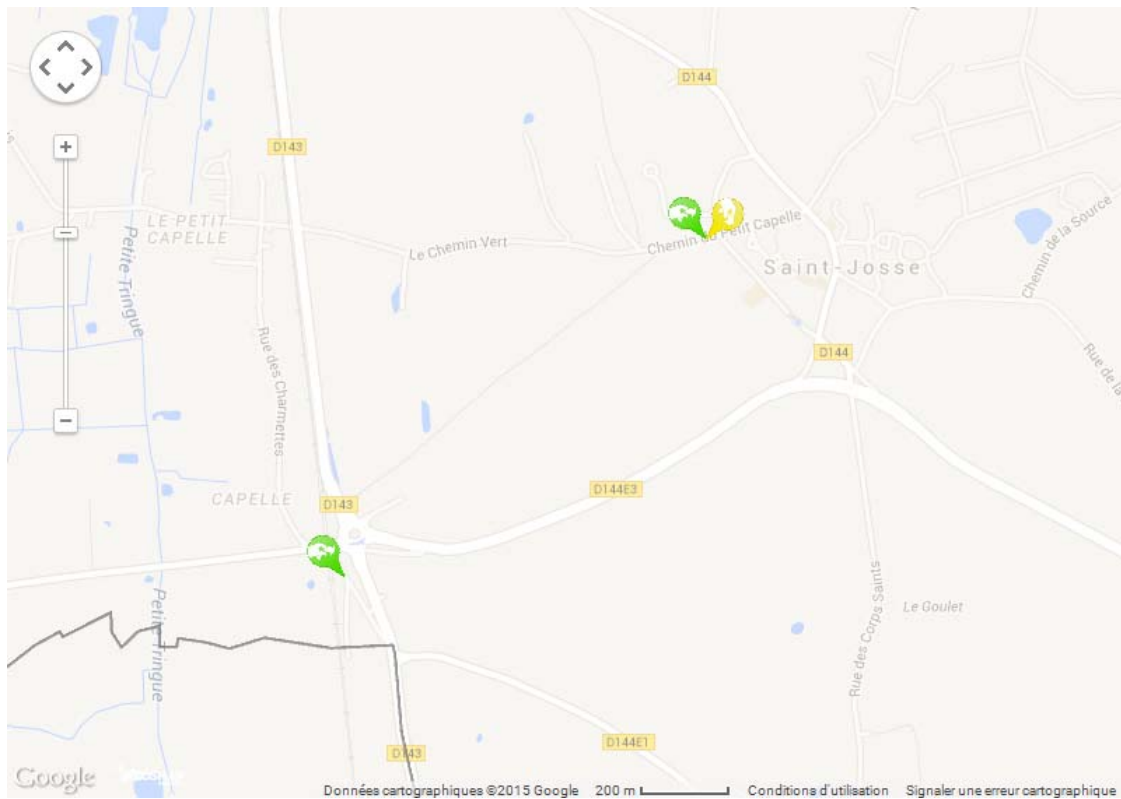 D144
D143
LE PETIT
CAPELLE
Petite Tringue
Le Chemin Vert
Chemin du Petit Capelle
Saint-Josse
Chemin de la Source
Rue des Charmettes
D144
Rue de la
CAPELLE
D143
D144E3
Petite Tringue
Rue des Corps Saints
Le Goulet
D143
D144E1
Google
Données cartographiques ©2015 Google 200 m Conditions d'utilisation Signaler une erreur cartographique